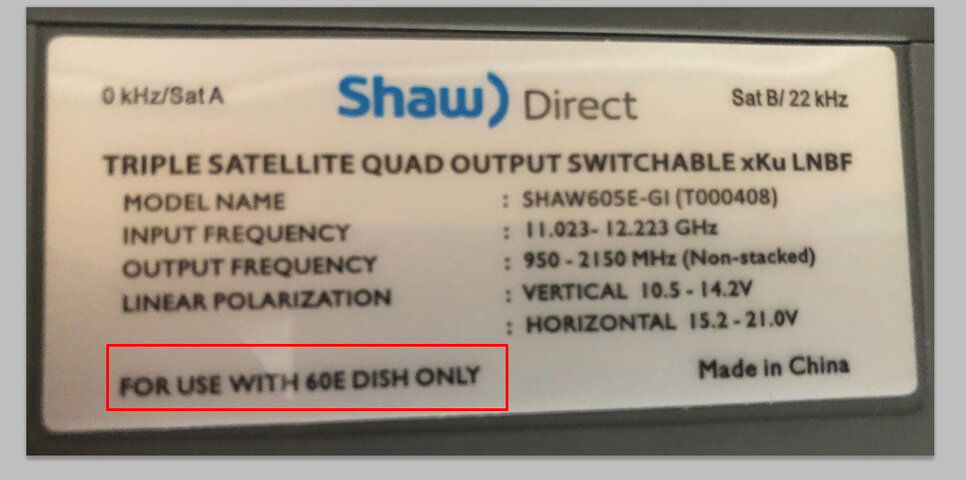 0 kHz/Sat A
Shaw) Direct
Sat B/ 22 kHz
TRIPLE SATELLITE QUAD OUTPUT SWITCHABLE xKu LNBF
MODEL NAME : SHAW605E-GI (T000408)
INPUT FREQUENCY : 11.023- 12.223 GHz
OUTPUT FREQUENCY : 950 - 2150 MHz (Non-stacked)
LINEAR POLARIZATION : VERTICAL 10.5 - 14.2V
: HORIZONTAL 15.2 - 21.0V
FOR USE WITH 60E DISH ONLY
Made in China